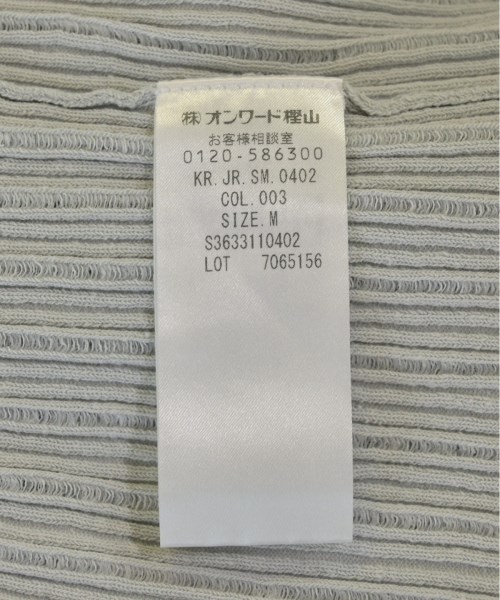 ㈱オンワード樫山
お客様相談室
0120-586300
KR.JR.SM.0402
COL.003
SIZE.M
S3633110402
LOT 7065156